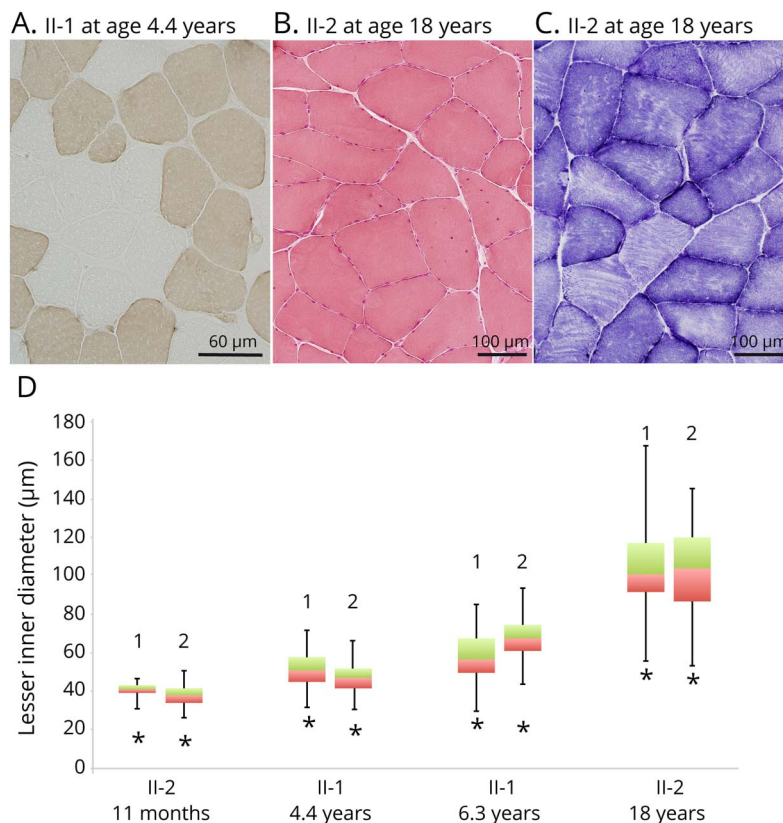 A. II-1 at age 4.4 years
B. II-2 at age 18 years
C. II-2 at age 18 years
60 µm
100 µm
100 µm
D
Lesser inner diameter (µm)
180
160
140
120
100
80
60
40
20
0
1 2
1 2
1 2
1 2
* *
* *
* *
* *
II-2 II-1 II-1 II-2
11 months 4.4 years 6.3 years 18 years